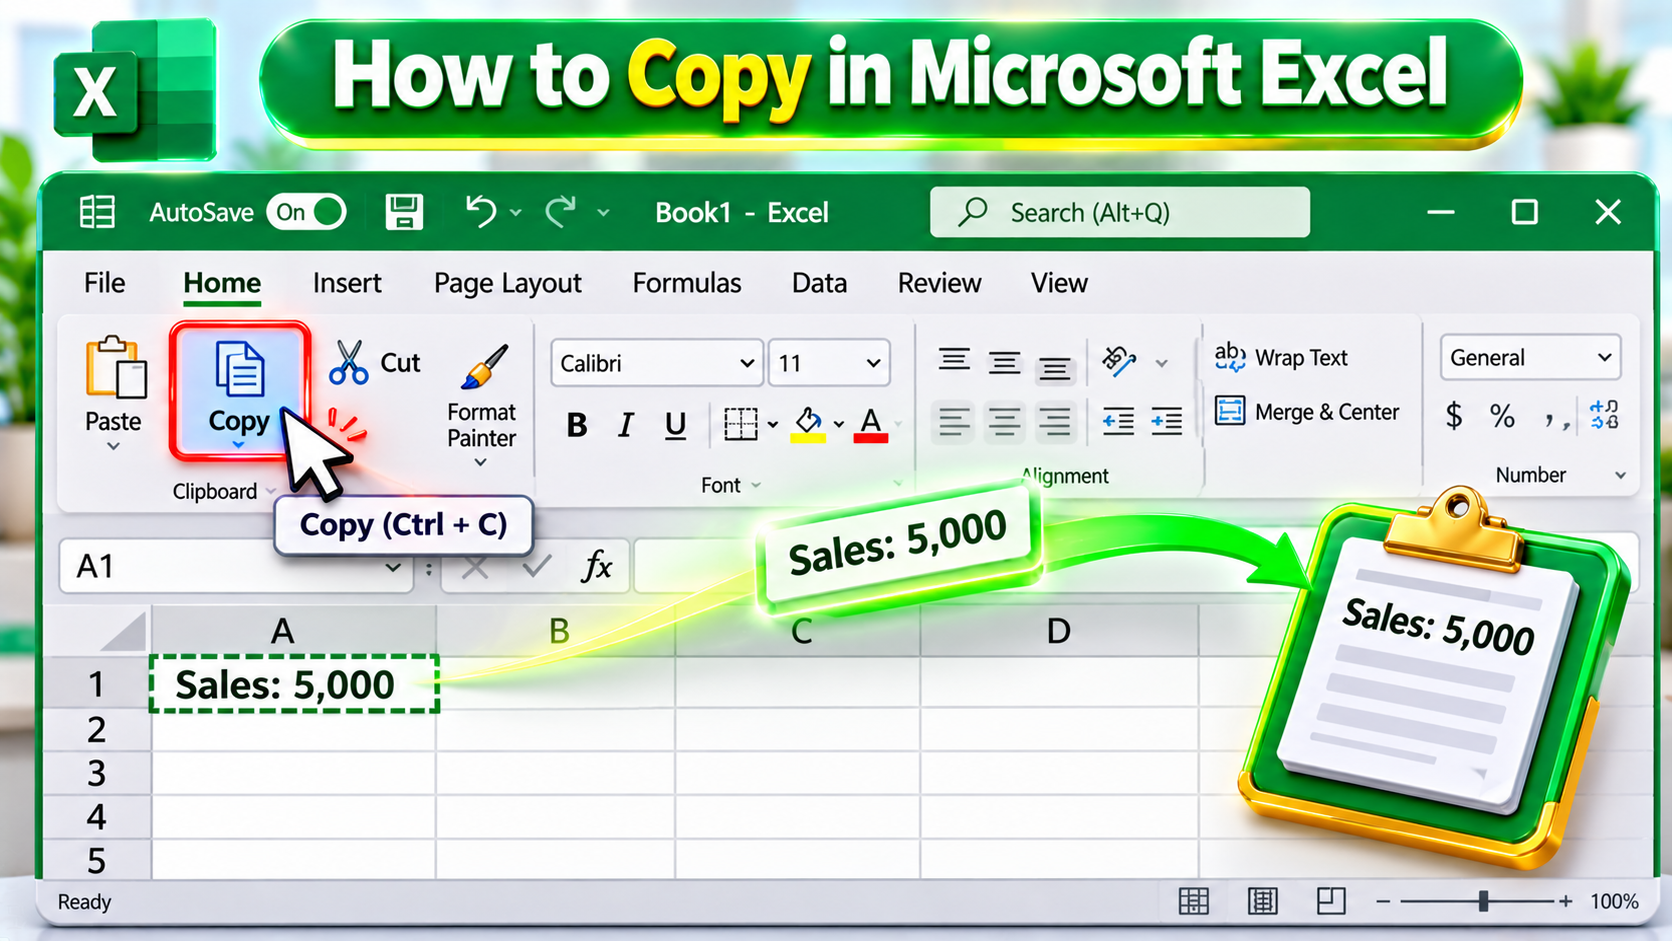 X
How to Copy in Microsoft Excel
AutoSave On Book1 - Excel Search (Alt+Q)
File Home Insert Page Layout Formulas Data Review View
Paste
Copy
Cut
Format
Painter
Clipboard
Calibri 11
B I U A
Font
Alignment
ab Wrap Text
Merge & Center
General
$ % ,
Number
Copy (Ctrl + C)
A1 fx
Sales: 5,000
Sales: 5,000
A B C D
1 Sales: 5,000
2
3
4
5
Ready 100%